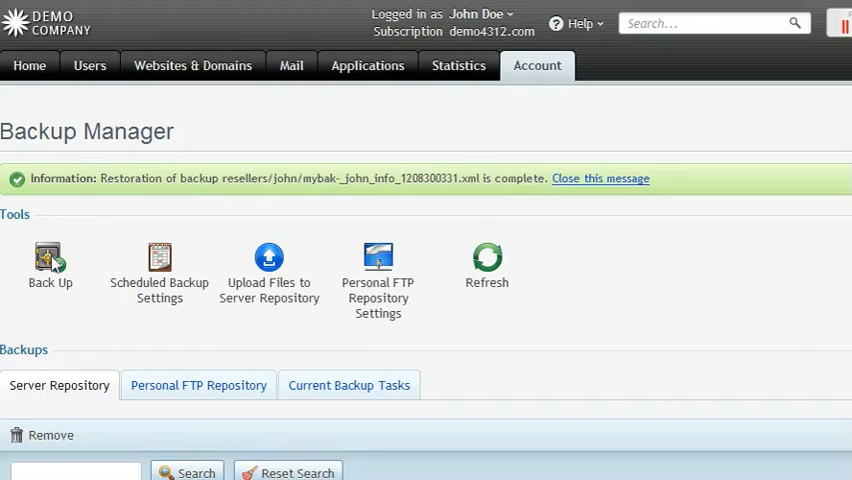 DEMO
COMPANY
Logged in as John Doe
Subscription demo4312.com
Help
Search...
Home Users Websites & Domains Mail Applications Statistics Account
Backup Manager
Information: Restoration of backup resellers/john/mybak-_john_info_1208300331.xml is complete. Close this message
Tools
Back Up
Scheduled Backup
Settings
Upload Files to
Server Repository
Personal FTP
Repository
Settings
Refresh
Backups
Server Repository Personal FTP Repository Current Backup Tasks
Remove
Search Reset Search